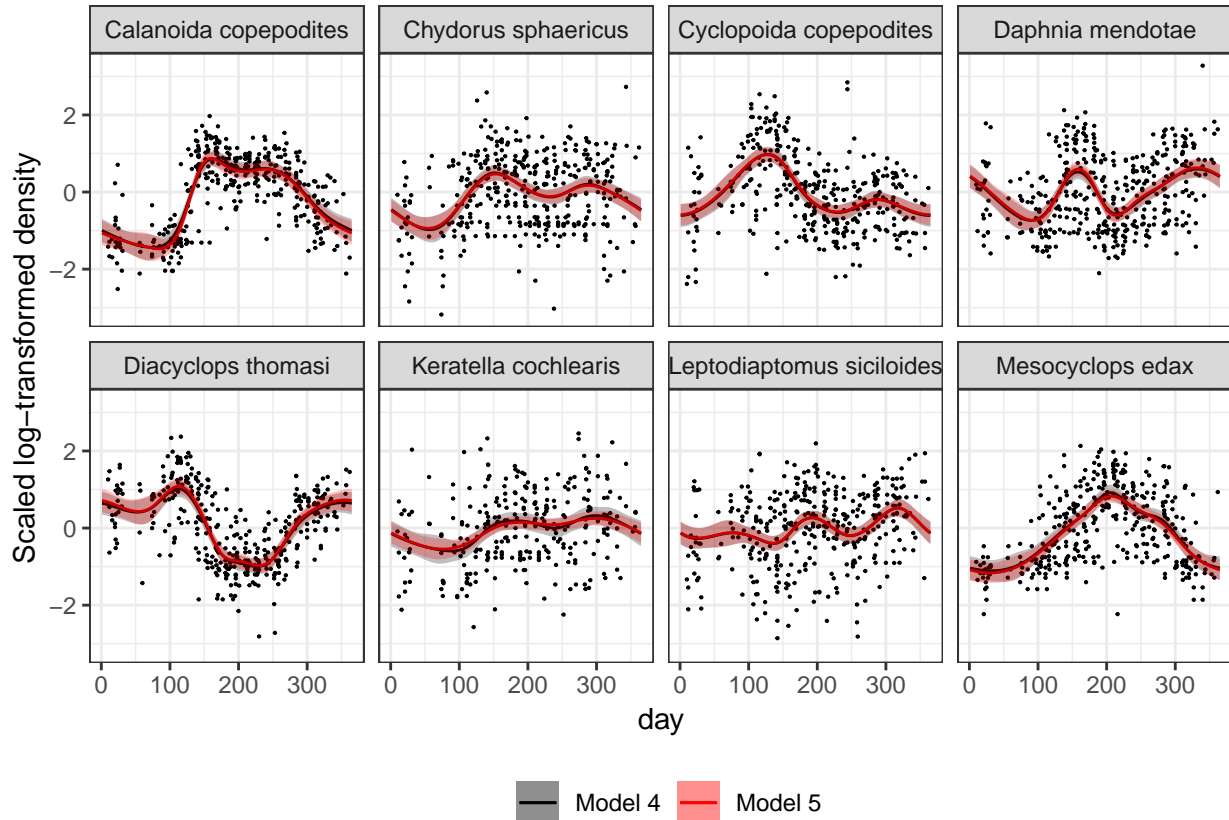 Calanoida copepodites Chydorus sphaericus Cyclopoida copepodites Daphnia mendotae
2
0
−2
Diacyclops thomasi Keratella cochlearis Leptodiaptomus siciloides Mesocyclops edax
2
0
−2
0 100 200 300 0 100 200 300 0 100 200 300 0 100 200 300
Scaled log−transformed density
day
Model 4 Model 5